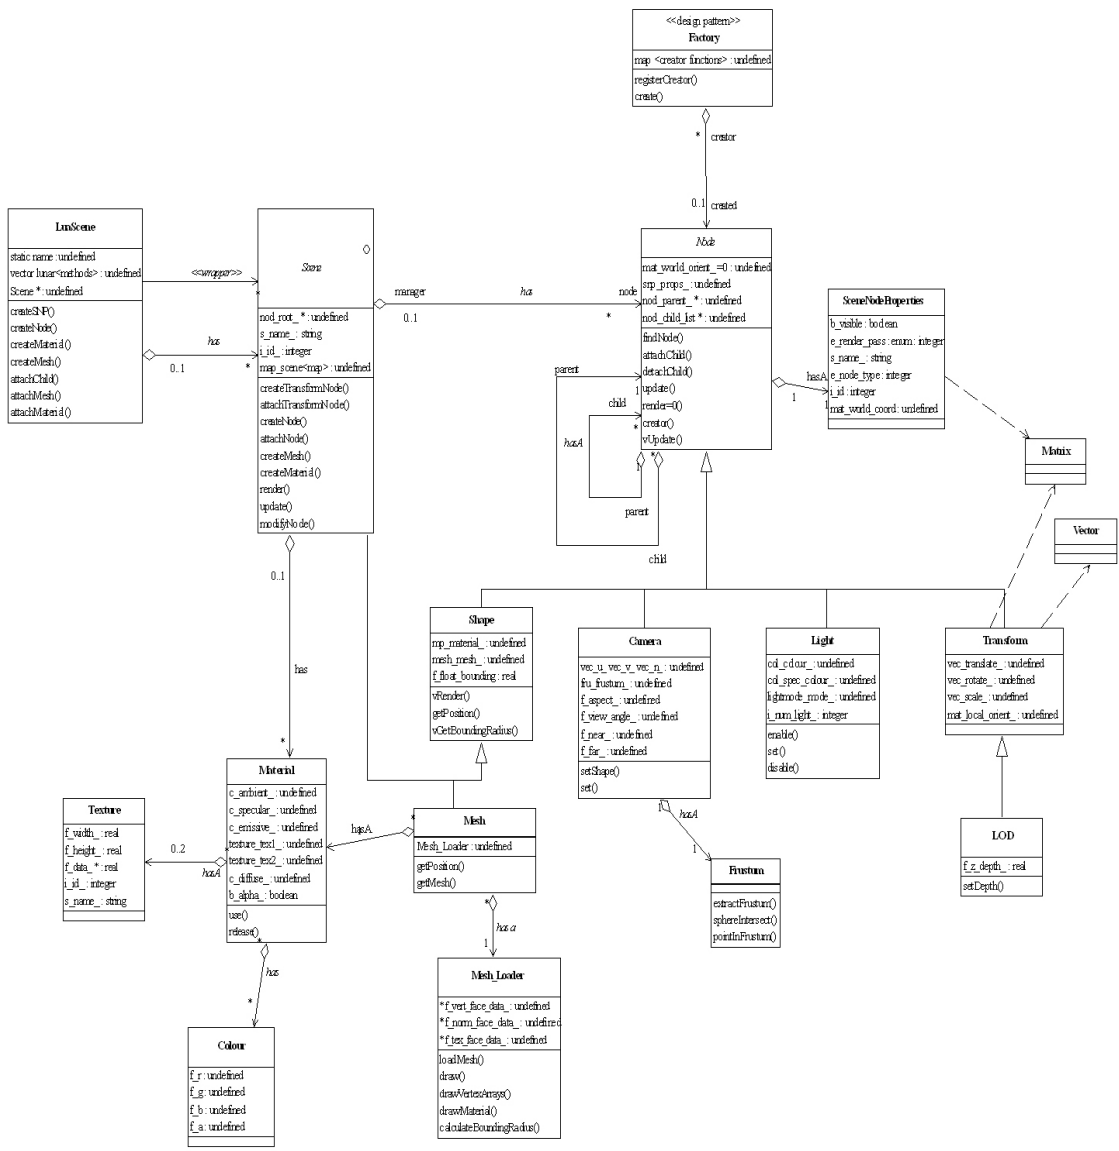 <<design pattern>>
Factory
map <creator functions> : undefined
registerCreator()
create()
*
creator
0..1
created
LunScene
static name : undefined
vector lunar<methods> : undefined
Scene * : undefined
createSNP()
createNode()
createMaterial()
createMesh()
attachChild()
attachMesh()
attachMaterial()
<<wrapper>>
*
has
0..1
*
Scene
nod_root_ * : undefined
s_name_ : string
i_id_ : integer
map_scene<map> : undefined
createTransformNode()
attachTransformNode()
createNode()
attachNode()
createMesh()
createMaterial()
render()
update()
modifyNode()
manager
has
node
0..1
*
Node
mat_world_orient_=0 : undefined
srp_props_ : undefined
nod_parent_ * : undefined
nod_child_list * : undefined
findNode()
attachChild()
detachChild()
update()
render=0()
creator()
vUpdate()
parent
1
child
*
hasA
1
*
parent
child
hasA
1
1
SceneNodeProperties
b_visible : boolean
e_render_pass : enum : integer
s_name_ : string
e_node_type : integer
i_id : integer
mat_world_coord : undefined
Matrix
Vector
0..1
has
*
Shape
mp_material_ : undefined
mesh_mesh_ : undefined
f_float_bounding : real
vRender()
getPosition()
vGetBoundingRadius()
Camera
vec_u_vec_v_vec_n_ : undefined
fru_frustum_ : undefined
f_aspect_ : undefined
f_view_angle_ : undefined
f_near_ : undefined
f_far_ : undefined
setShape()
set()
Light
col_colour_ : undefined
col_spec_colour_ : undefined
lightmode_mode_ : undefined
i_num_light_ : integer
enable()
set()
disable()
Transform
vec_translate_ : undefined
vec_rotate_ : undefined
vec_scale_ : undefined
mat_local_orient_ : undefined
Material
c_ambient_ : undefined
c_specular_ : undefined
c_emissive_ : undefined
texture_tex1_ : undefined
texture_tex2_ : undefined
c_diffuse_ : undefined
b_alpha_ : boolean
use()
release()
Texture
f_width_ : real
f_height_ : real
f_data_ * : real
i_id_ : integer
s_name_ : string
0..2
*
hasA
hasA
*
Mesh
Mesh_Loader : undefined
getPosition()
getMesh()
1
hasA
1
Frustum
extractFrustum()
sphereIntersect()
pointInFrustum()
LOD
f_z_depth_ : real
setDepth()
*
has
*
*
has a
1
Mesh_Loader
*f_vert_face_data_ : undefined
*f_norm_face_data_ : undefined
*f_tex_face_data_ : undefined
loadMesh()
draw()
drawVertexArrays()
drawMaterial()
calculateBoundingRadius()
Colour
f_r : undefined
f_g : undefined
f_b : undefined
f_a : undefined